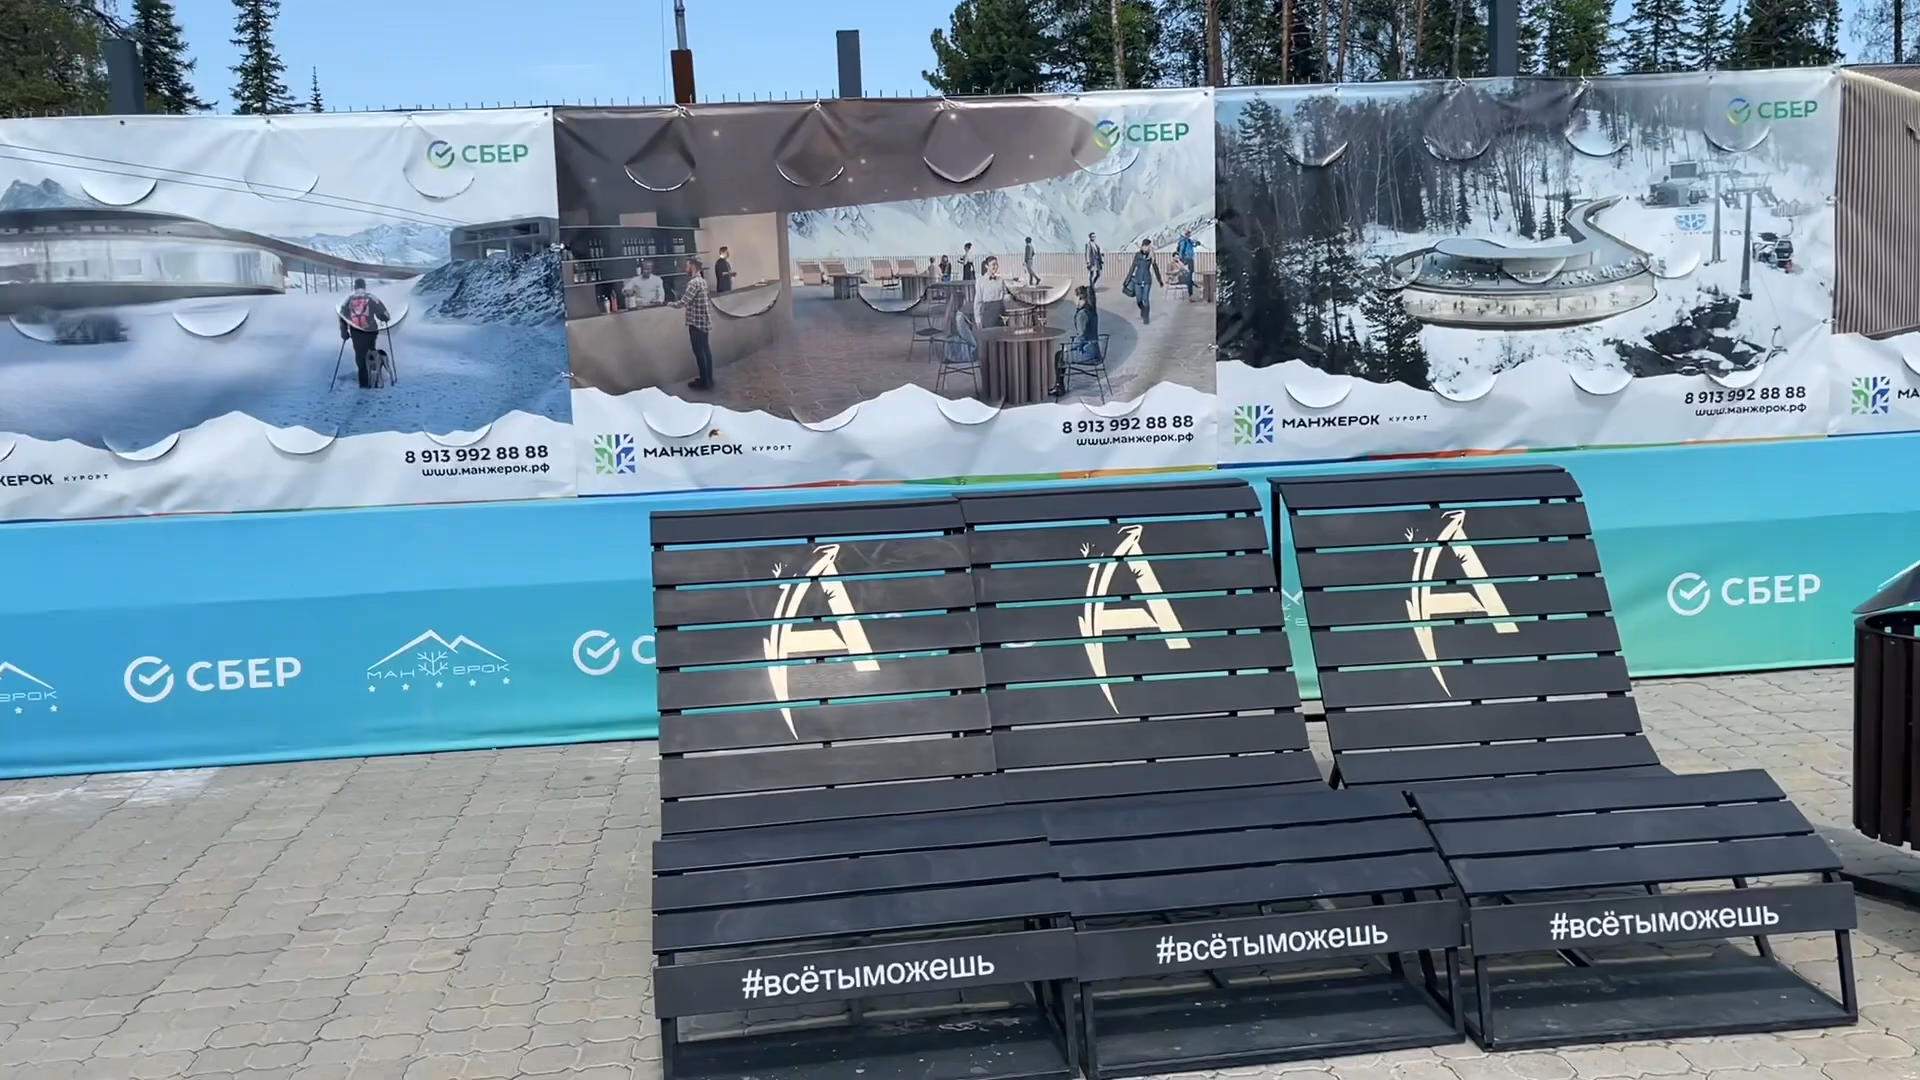 СБЕР
СБЕР
СБЕР
8 913 992 88 88
www.манжерок.рф
ЖЕРОК КУРОРТ
8 913 992 88 88
www.манжерок.рф
МАНЖЕРОК КУРОРТ
8 913 992 88 88
www.манжерок.рф
МАНЖЕРОК КУРОРТ
МА
ЕРОК
СБЕР
МАНЖЕРОК
С
СБЕР
А
А
А
#всётыможешь
#всётыможешь
#всётыможешь